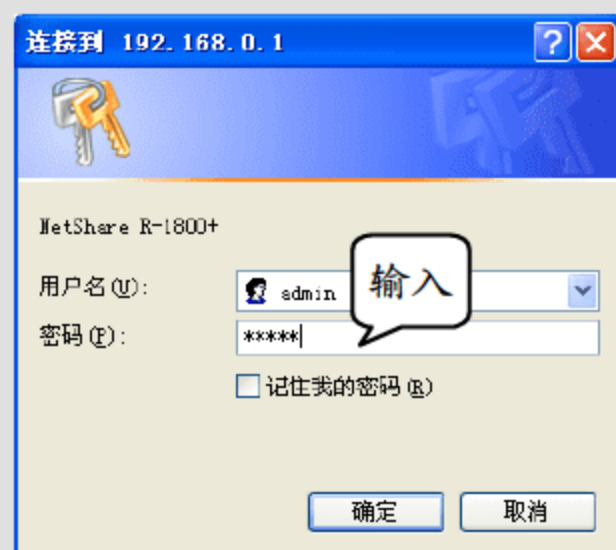 连接到 192.168.0.1
NetShare R-1800+
用户名(U):
admin
输入
密码(P):
*****
记住我的密码(R)
确定
取消